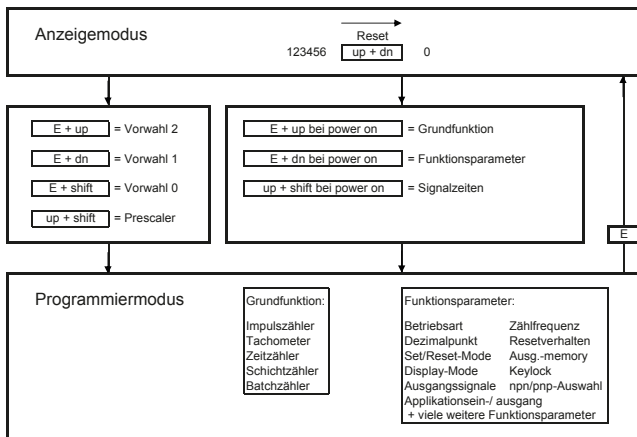 Anzeigemodus
Reset
123456 up + dn 0
E + up = Vorwahl 2
E + dn = Vorwahl 1
E + shift = Vorwahl 0
up + shift = Prescaler
E + up bei power on = Grundfunktion
E + dn bei power on = Funktionsparameter
up + shift bei power on = Signalzeiten
E
Programmiermodus
Grundfunktion:
Impulszähler
Tachometer
Zeitzähler
Schichtzähler
Batchzähler
Funktionsparameter:
Betriebsart Zählfrequenz
Dezimalpunkt Resetverhalten
Set/Reset-Mode Ausg.-memory
Display-Mode Keylock
Ausgangssignale npn/pnp-Auswahl
Applikationsein-/ ausgang
+ viele weitere Funktionsparameter